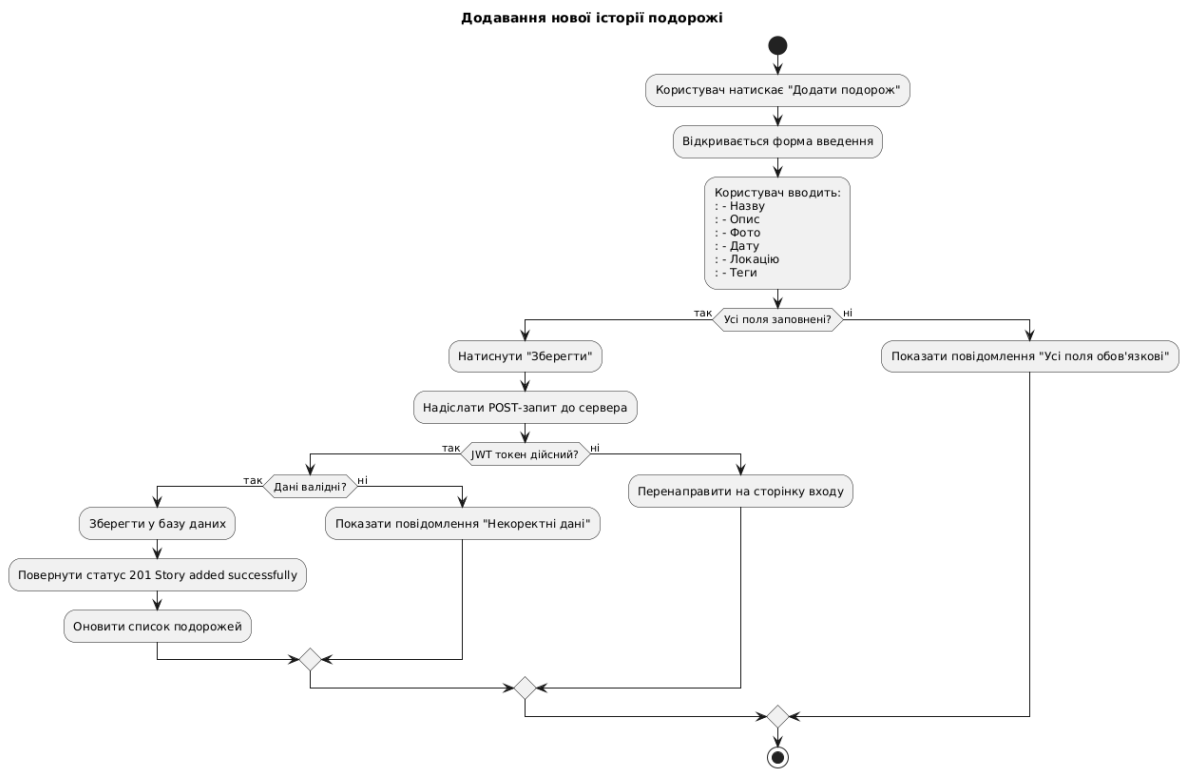 Додавання нової історії подорожі
Користувач натискає "Додати подорож"
Відкривається форма введення
Користувач вводить:
: - Назву
: - Опис
: - Фото
: - Дату
: - Локацію
: - Теги
так
Усі поля заповнені?
ні
Натиснути "Зберегти"
Показати повідомлення "Усі поля обов'язкові"
Надіслати POST-запит до сервера
так
JWT токен дійсний?
ні
так
Дані валідні?
ні
Перенаправити на сторінку входу
Зберегти у базу даних
Показати повідомлення "Некоректні дані"
Повернути статус 201 Story added successfully
Оновити список подорожей